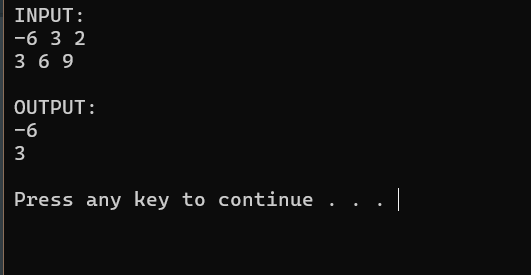 INPUT:
-6 3 2
3 6 9
OUTPUT:
-6
3
Press any key to continue . . .